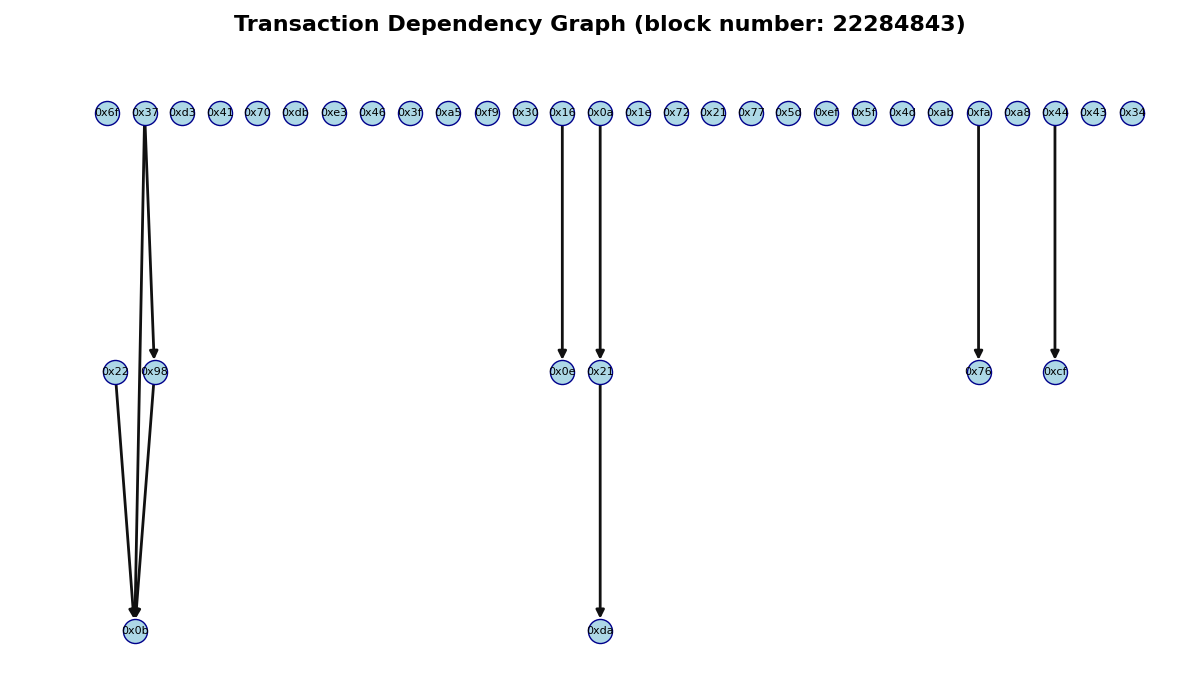 Transaction Dependency Graph (block number: 22284843)
0x6f 0x37 0xd3 0x41 0x70 0xdb 0xe3 0x46 0x3f 0xa5 0xf9 0x30 0x16 0x0a 0x1e 0x72 0x21 0x77 0x5d 0xef 0x5f 0x4d 0xab 0xfa 0xa8 0x44 0x43 0x34
0x22 0x98 0x0e 0x21 0x76 0xcf
0x0b 0xda